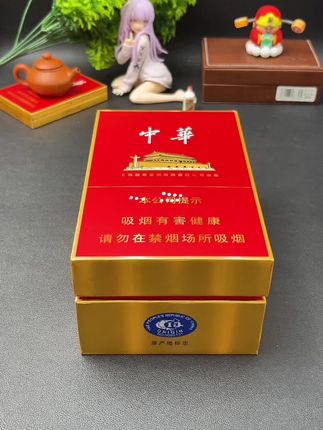 中華
本公司提示
吸烟有害健康
请勿在禁烟场所吸烟
ORIGIN
原产地标志